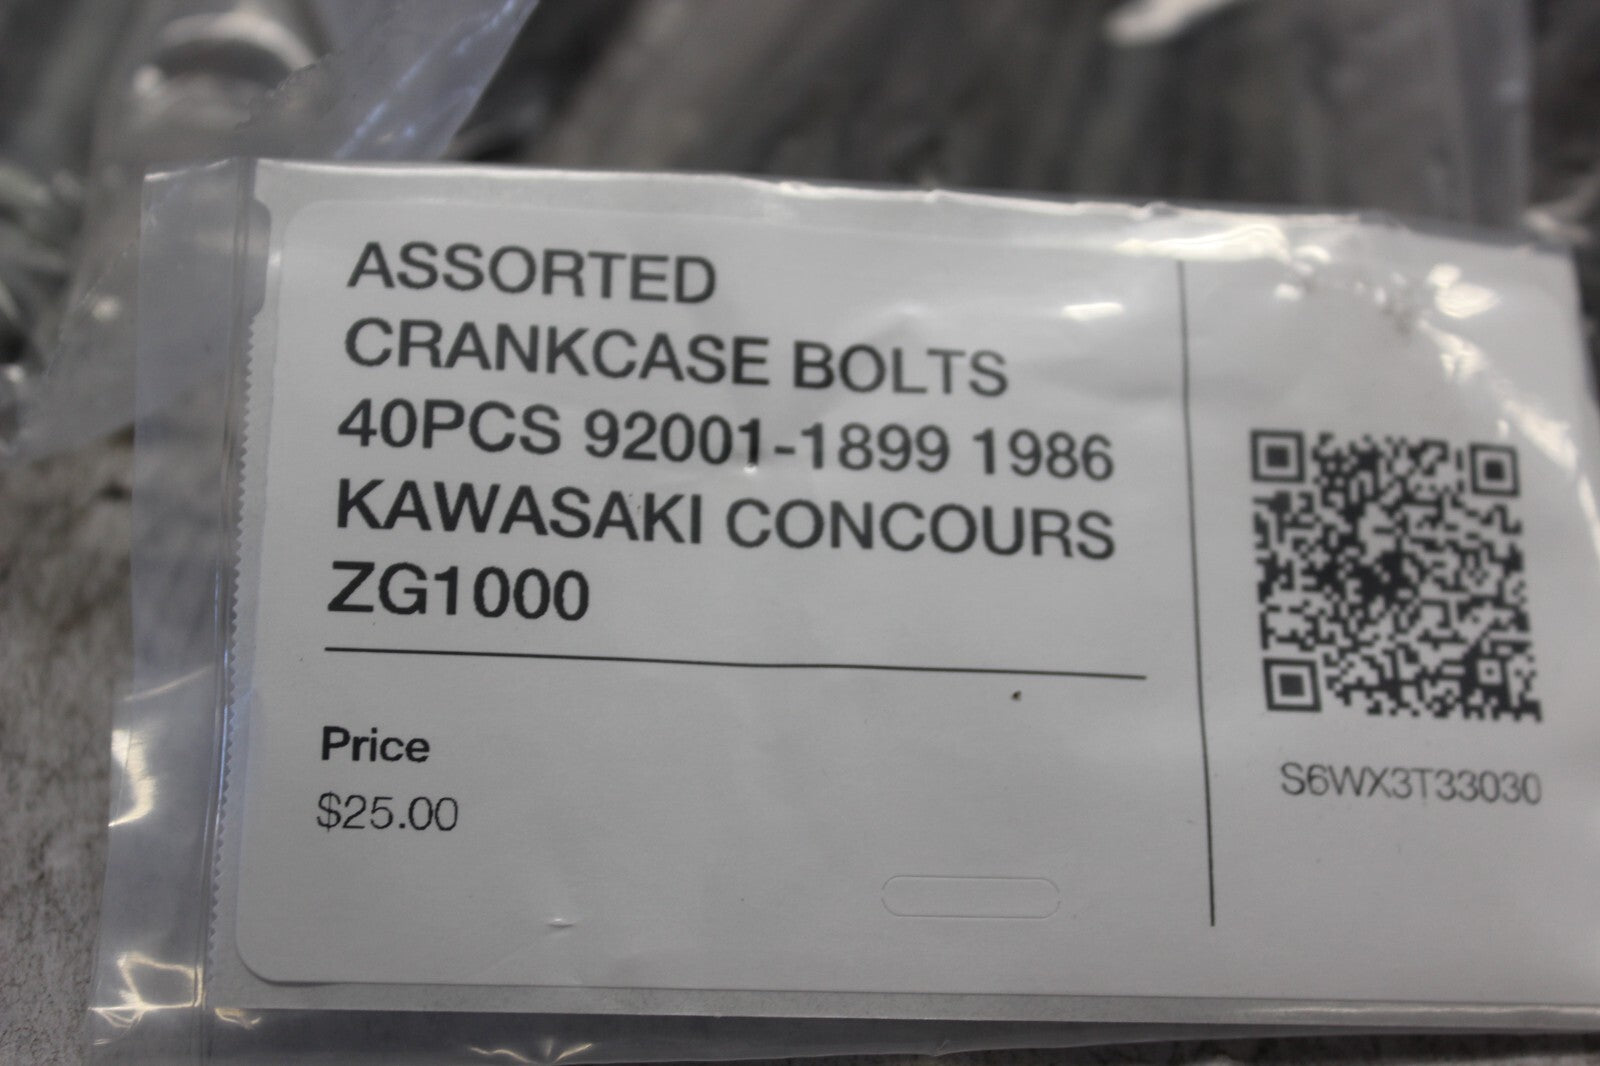 ASSORTED
CRANKCASE BOLTS
40PCS 92001-1899 1986
KAWASAKI CONCOURS
ZG1000
Price
$25.00
S6WX3T33030